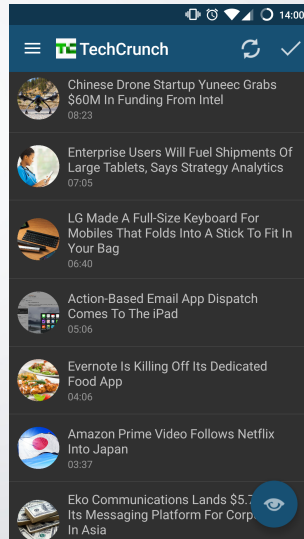 14:00
TechCrunch
Chinese Drone Startup Yuneec Grabs
$60M In Funding From Intel
08:23
Enterprise Users Will Fuel Shipments Of
Large Tablets, Says Strategy Analytics
07:05
LG Made A Full-Size Keyboard For
Mobiles That Folds Into A Stick To Fit In
Your Bag
06:40
Action-Based Email App Dispatch
Comes To The iPad
05:06
Evernote Is Killing Off Its Dedicated
Food App
04:06
Amazon Prime Video Follows Netflix
Into Japan
03:37
Eko Communications Lands
Its Messaging Platform For
In Asia